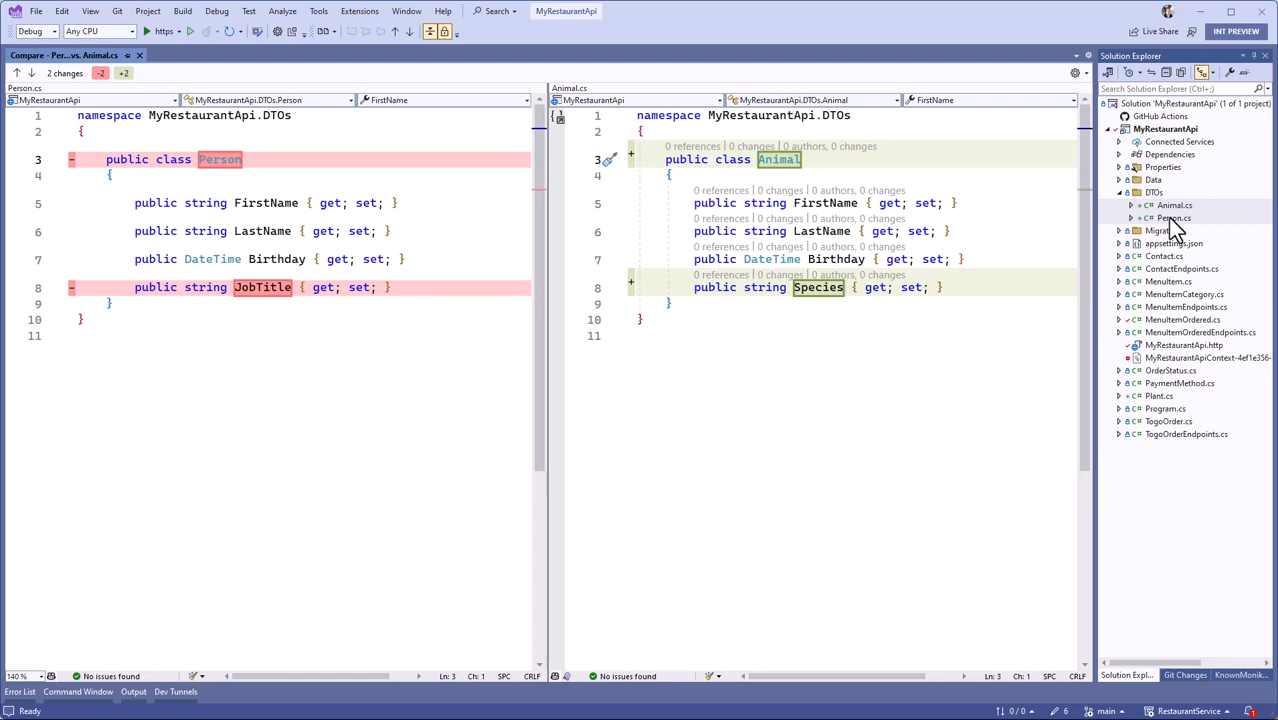 File Edit View Git Project Build Debug Test Analyze Tools Extensions Window Help Search MyRestaurantApi
Debug Any CPU https Live Share INT PREVIEW
Compare - Per...vs. Animal.cs
2 changes -2 +2
Person.cs
MyRestaurantApi MyRestaurantApi.DTOs.Person FirstName
1 namespace MyRestaurantApi.DTOs
2 {
3 - public class Person
4 {
5 public string FirstName { get; set; }
6 public string LastName { get; set; }
7 public DateTime Birthday { get; set; }
8 - public string JobTitle { get; set; }
9 }
10 }
11
140 % No issues found Ln: 3 Ch: 1 SPC CRLF
Animal.cs
MyRestaurantApi MyRestaurantApi.DTOs.Animal FirstName
1 namespace MyRestaurantApi.DTOs
2 {
0 references | 0 changes | 0 authors, 0 changes
3 + public class Animal
4 {
0 references | 0 changes | 0 authors, 0 changes
5 public string FirstName { get; set; }
0 references | 0 changes | 0 authors, 0 changes
6 public string LastName { get; set; }
0 references | 0 changes | 0 authors, 0 changes
7 public DateTime Birthday { get; set; }
0 references | 0 changes | 0 authors, 0 changes
8 + public string Species { get; set; }
9 }
10 }
11
No issues found Ln: 3 Ch: 1 SPC CRLF
Solution Explorer
Search Solution Explorer (Ctrl+;)
Solution 'MyRestaurantApi' (1 of 1 project)
GitHub Actions
MyRestaurantApi
Connected Services
Dependencies
Properties
Data
DTOs
C# Animal.cs
C# Person.cs
Migrat
appsettings.json
C# Contact.cs
C# ContactEndpoints.cs
C# MenuItem.cs
C# MenuItemCategory.cs
C# MenuItemEndpoints.cs
C# MenuItemOrdered.cs
C# MenuItemOrderedEndpoints.cs
MyRestaurantApi.http
MyRestaurantApiContext-4ef1e356-
C# OrderStatus.cs
C# PaymentMethod.cs
C# Plant.cs
C# Program.cs
C# TogoOrder.cs
C# TogoOrderEndpoints.cs
Solution Expl... Git Changes KnownMonik...
Error List Command Window Output Dev Tunnels
Ready 0 / 0 6 main RestaurantService 1